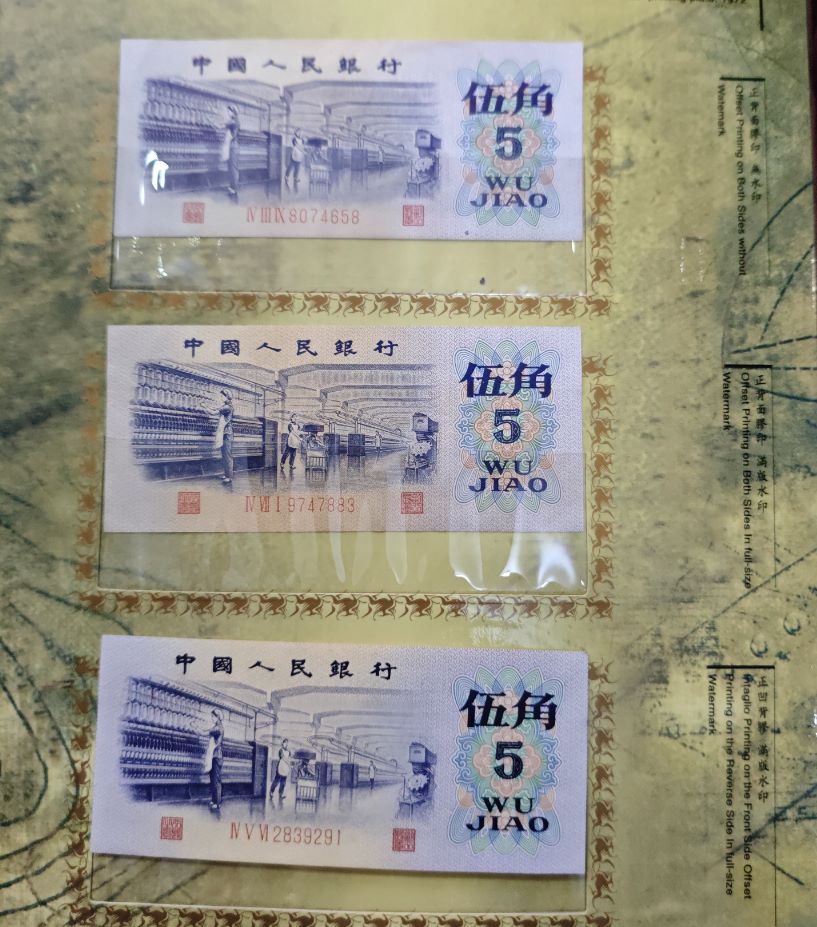 中國人民銀行
伍角
5
WU
JIAO
IV III IX 8074658
正背面膠印 無水印
Offset Printing on Both Sides without
Watermark
中國人民銀行
伍角
5
WU
JIAO
IV VIII I 9747883
正背面膠印 滿版水印
Offset Printing on Both Sides In full-size
Watermark
中國人民銀行
伍角
5
WU
JIAO
IV V VI 2839291
正凹背膠 滿版水印
Intaglio Printing on the Front Side Offset
Printing on the Reverse Side In full-size
Watermark